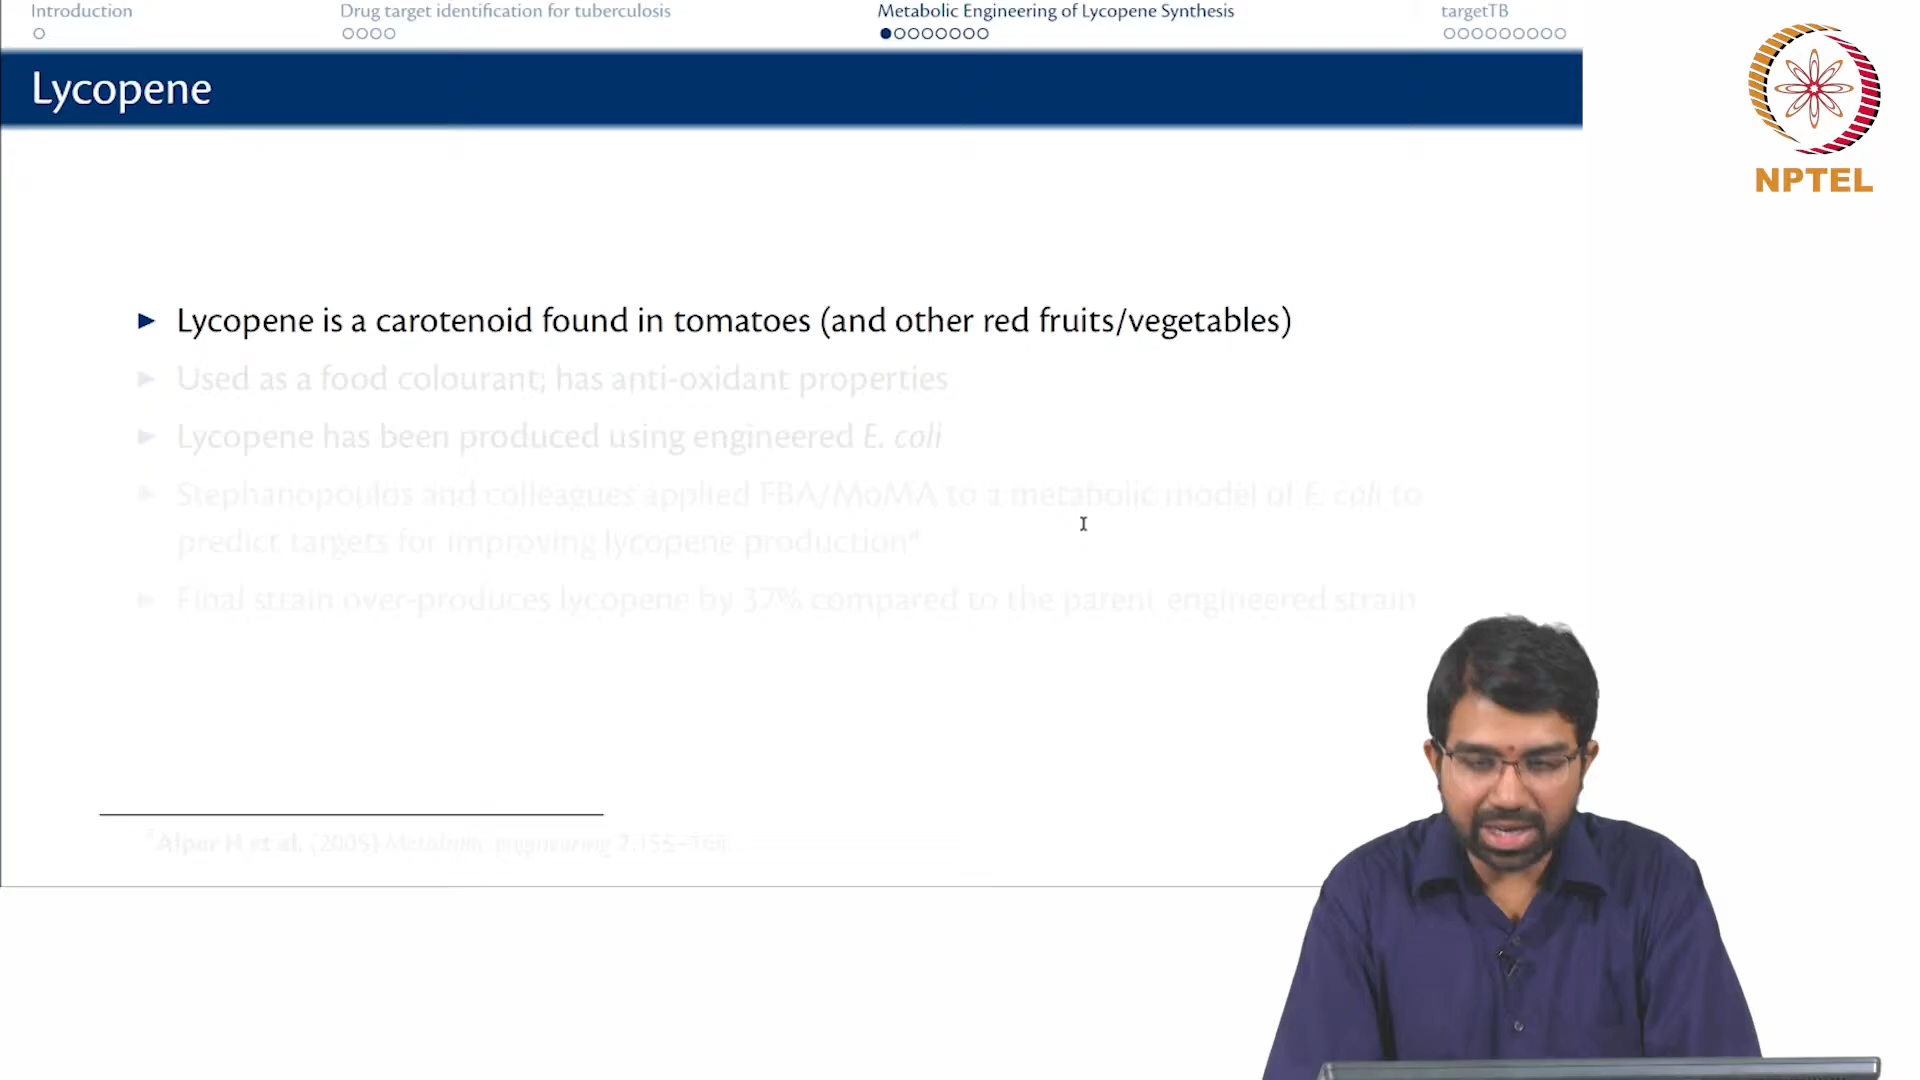 Introduction
Drug target identification for tuberculosis
Metabolic Engineering of Lycopene Synthesis
targetTB
Lycopene
NPTEL
► Lycopene is a carotenoid found in tomatoes (and other red fruits/vegetables)
► Used as a food colourant; has anti-oxidant properties
► Lycopene has been produced using engineered E. coli
► Stephanopoulos and colleagues applied FBA/MoMA to a metabolic model of E. coli to
predict targets for improving lycopene production
► Final strain over-produces lycopene by 37% compared to the parent engineered strain
Alper H et al. (2005) Metabolic engineering 7:155–164